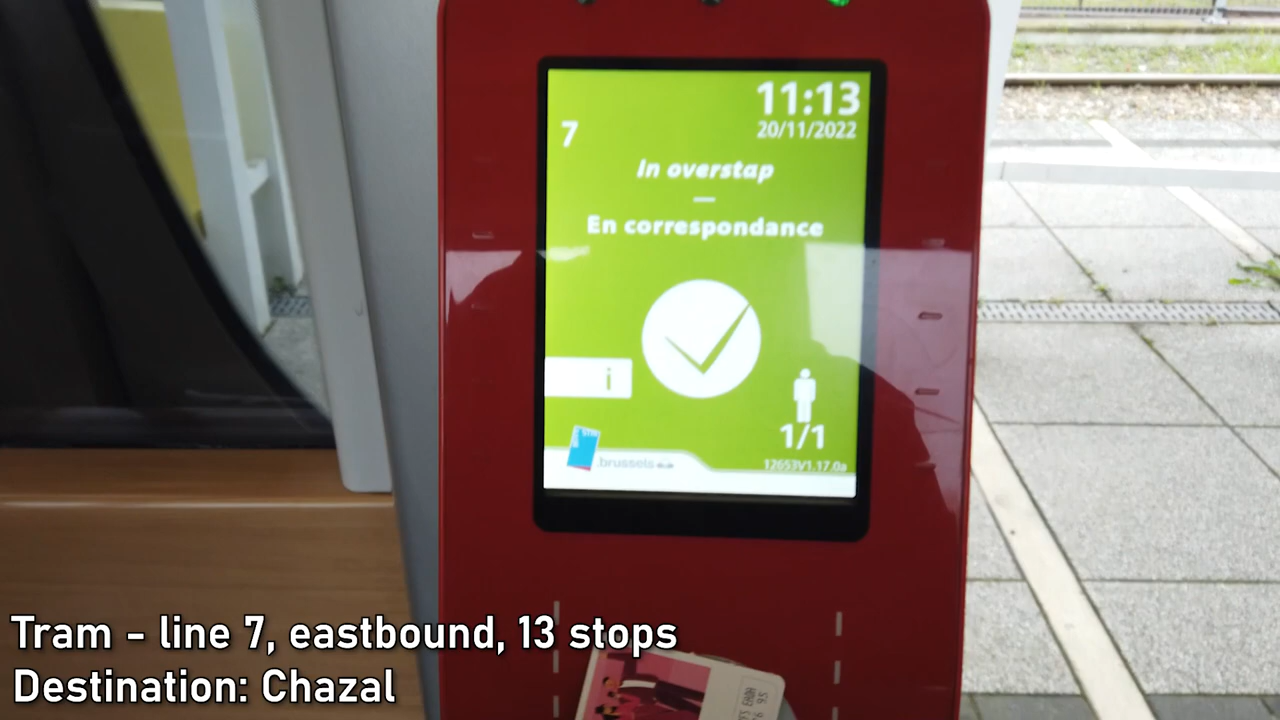 11:13
20/11/2022
7
In overstap
En correspondance
i
1/1
.brussels
12653V1.17.0a
Tram - line 7, eastbound, 13 stops
Destination: Chazal